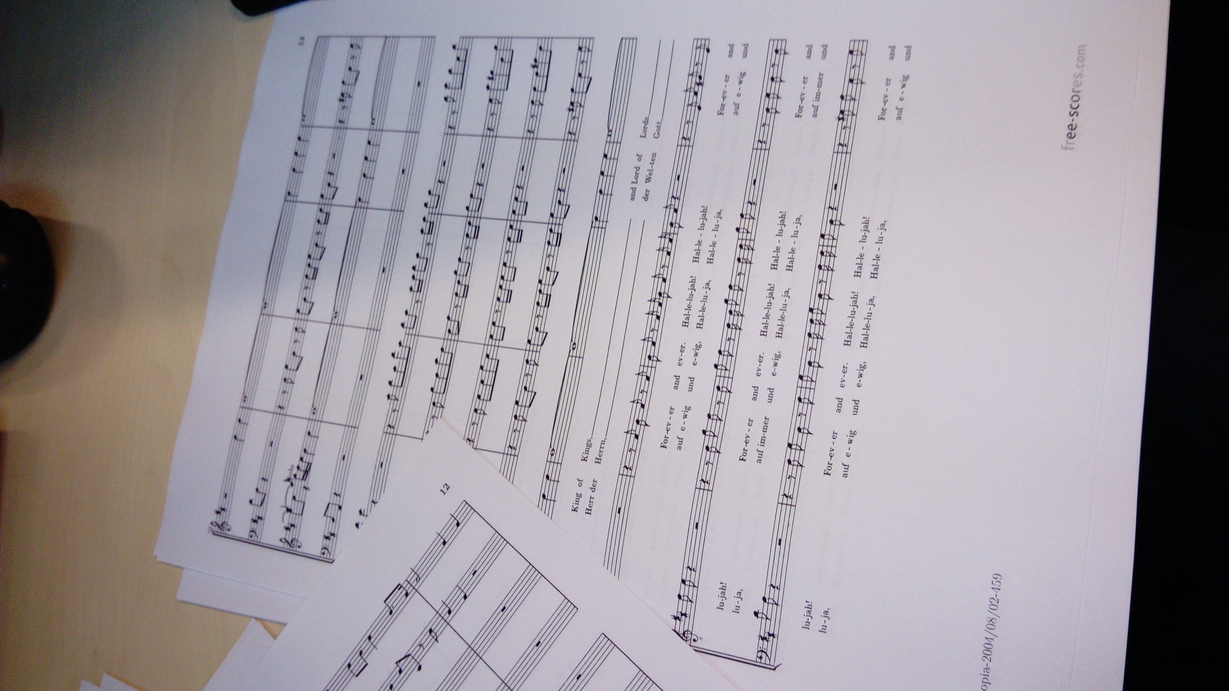 14
12
King of Kings, and Lord of Lords,
Herr der Herrn, der Wel-ten Gott,
For-ev-er and ev-er. Hal-le-lu-jah! Hal-le - lu-jah! For-ev - er and
auf e-wig und e-wig, Hal-le-lu-ja, Hal-le - lu-ja, auf e-wig und
lu-jah! For-ev-er and ev-er. Hal-le-lu-jah! Hal-le - lu-jah! For-ev - er and
lu-ja, auf im-mer und e-wig, Hal-le-lu-ja, Hal-le - lu-ja, auf im-mer und
lu-jah! For-ev-er and ev-er. Hal-le-lu-jah! Hal-le - lu-jah! For-ev - er and
lu-ja, auf e-wig und e-wig, Hal-le-lu-ja, Hal-le - lu-ja, auf e-wig und
opia-2004/08/02-459
free-scores.com